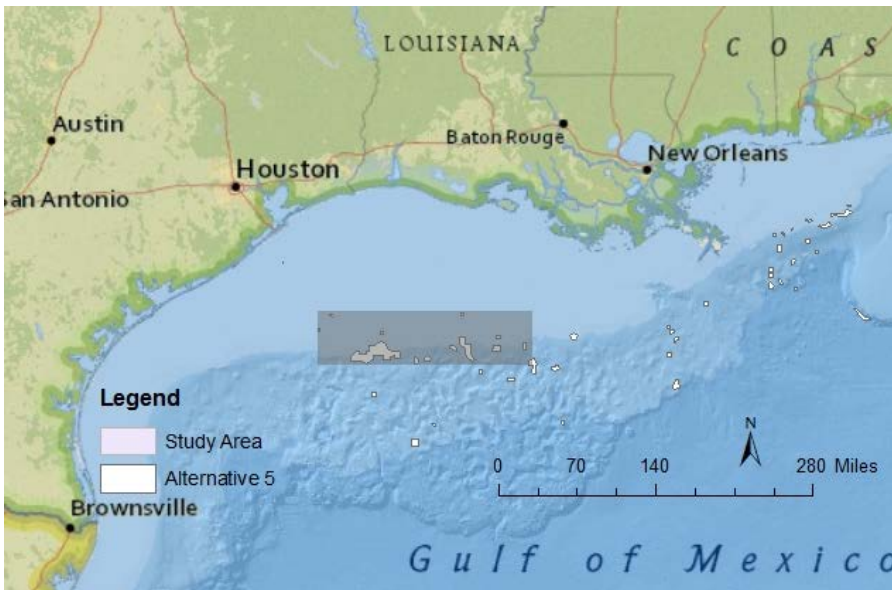 LOUISIANA
C O A S
Austin
Baton Rouge
New Orleans
Houston
San Antonio
Legend
Study Area
Alternative 5
N
0 70 140 280 Miles
Brownsville
Gulf of Mexico